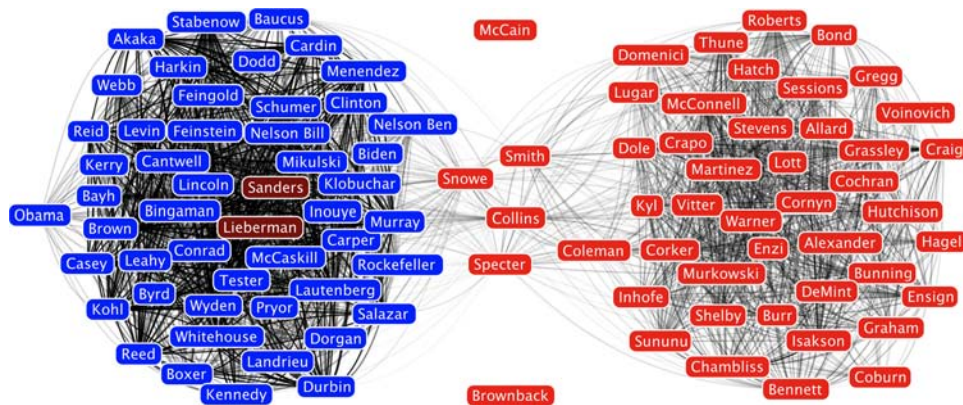 Stabenow
Baucus
Akaka
Cardin
Harkin
Dodd
Menendez
Webb
Feingold
Schumer
Clinton
Nelson Ben
Reid
Levin
Feinstein
Nelson Bill
Kerry
Cantwell
Mikulski
Biden
Bayh
Lincoln
Sanders
Klobuchar
Obama
Bingaman
Inouye
Murray
Brown
Lieberman
Carper
Casey
Leahy
Conrad
McCaskill
Rockefeller
Tester
Lautenberg
Kohl
Byrd
Wyden
Pryor
Salazar
Whitehouse
Dorgan
Reed
Landrieu
Boxer
Kennedy
Durbin
McCain
Smith
Snowe
Collins
Specter
Coleman
Brownback
Roberts
Bond
Thune
Domenici
Hatch
Gregg
Lugar
McConnell
Sessions
Voinovich
Stevens
Allard
Dole
Crapo
Grassley
Craig
Martinez
Lott
Cochran
Kyl
Vitter
Cornyn
Hutchison
Warner
Corker
Enzi
Alexander
Hagel
Murkowski
Bunning
Inhofe
DeMint
Ensign
Shelby
Burr
Graham
Sununu
Isakson
Chambliss
Coburn
Bennett